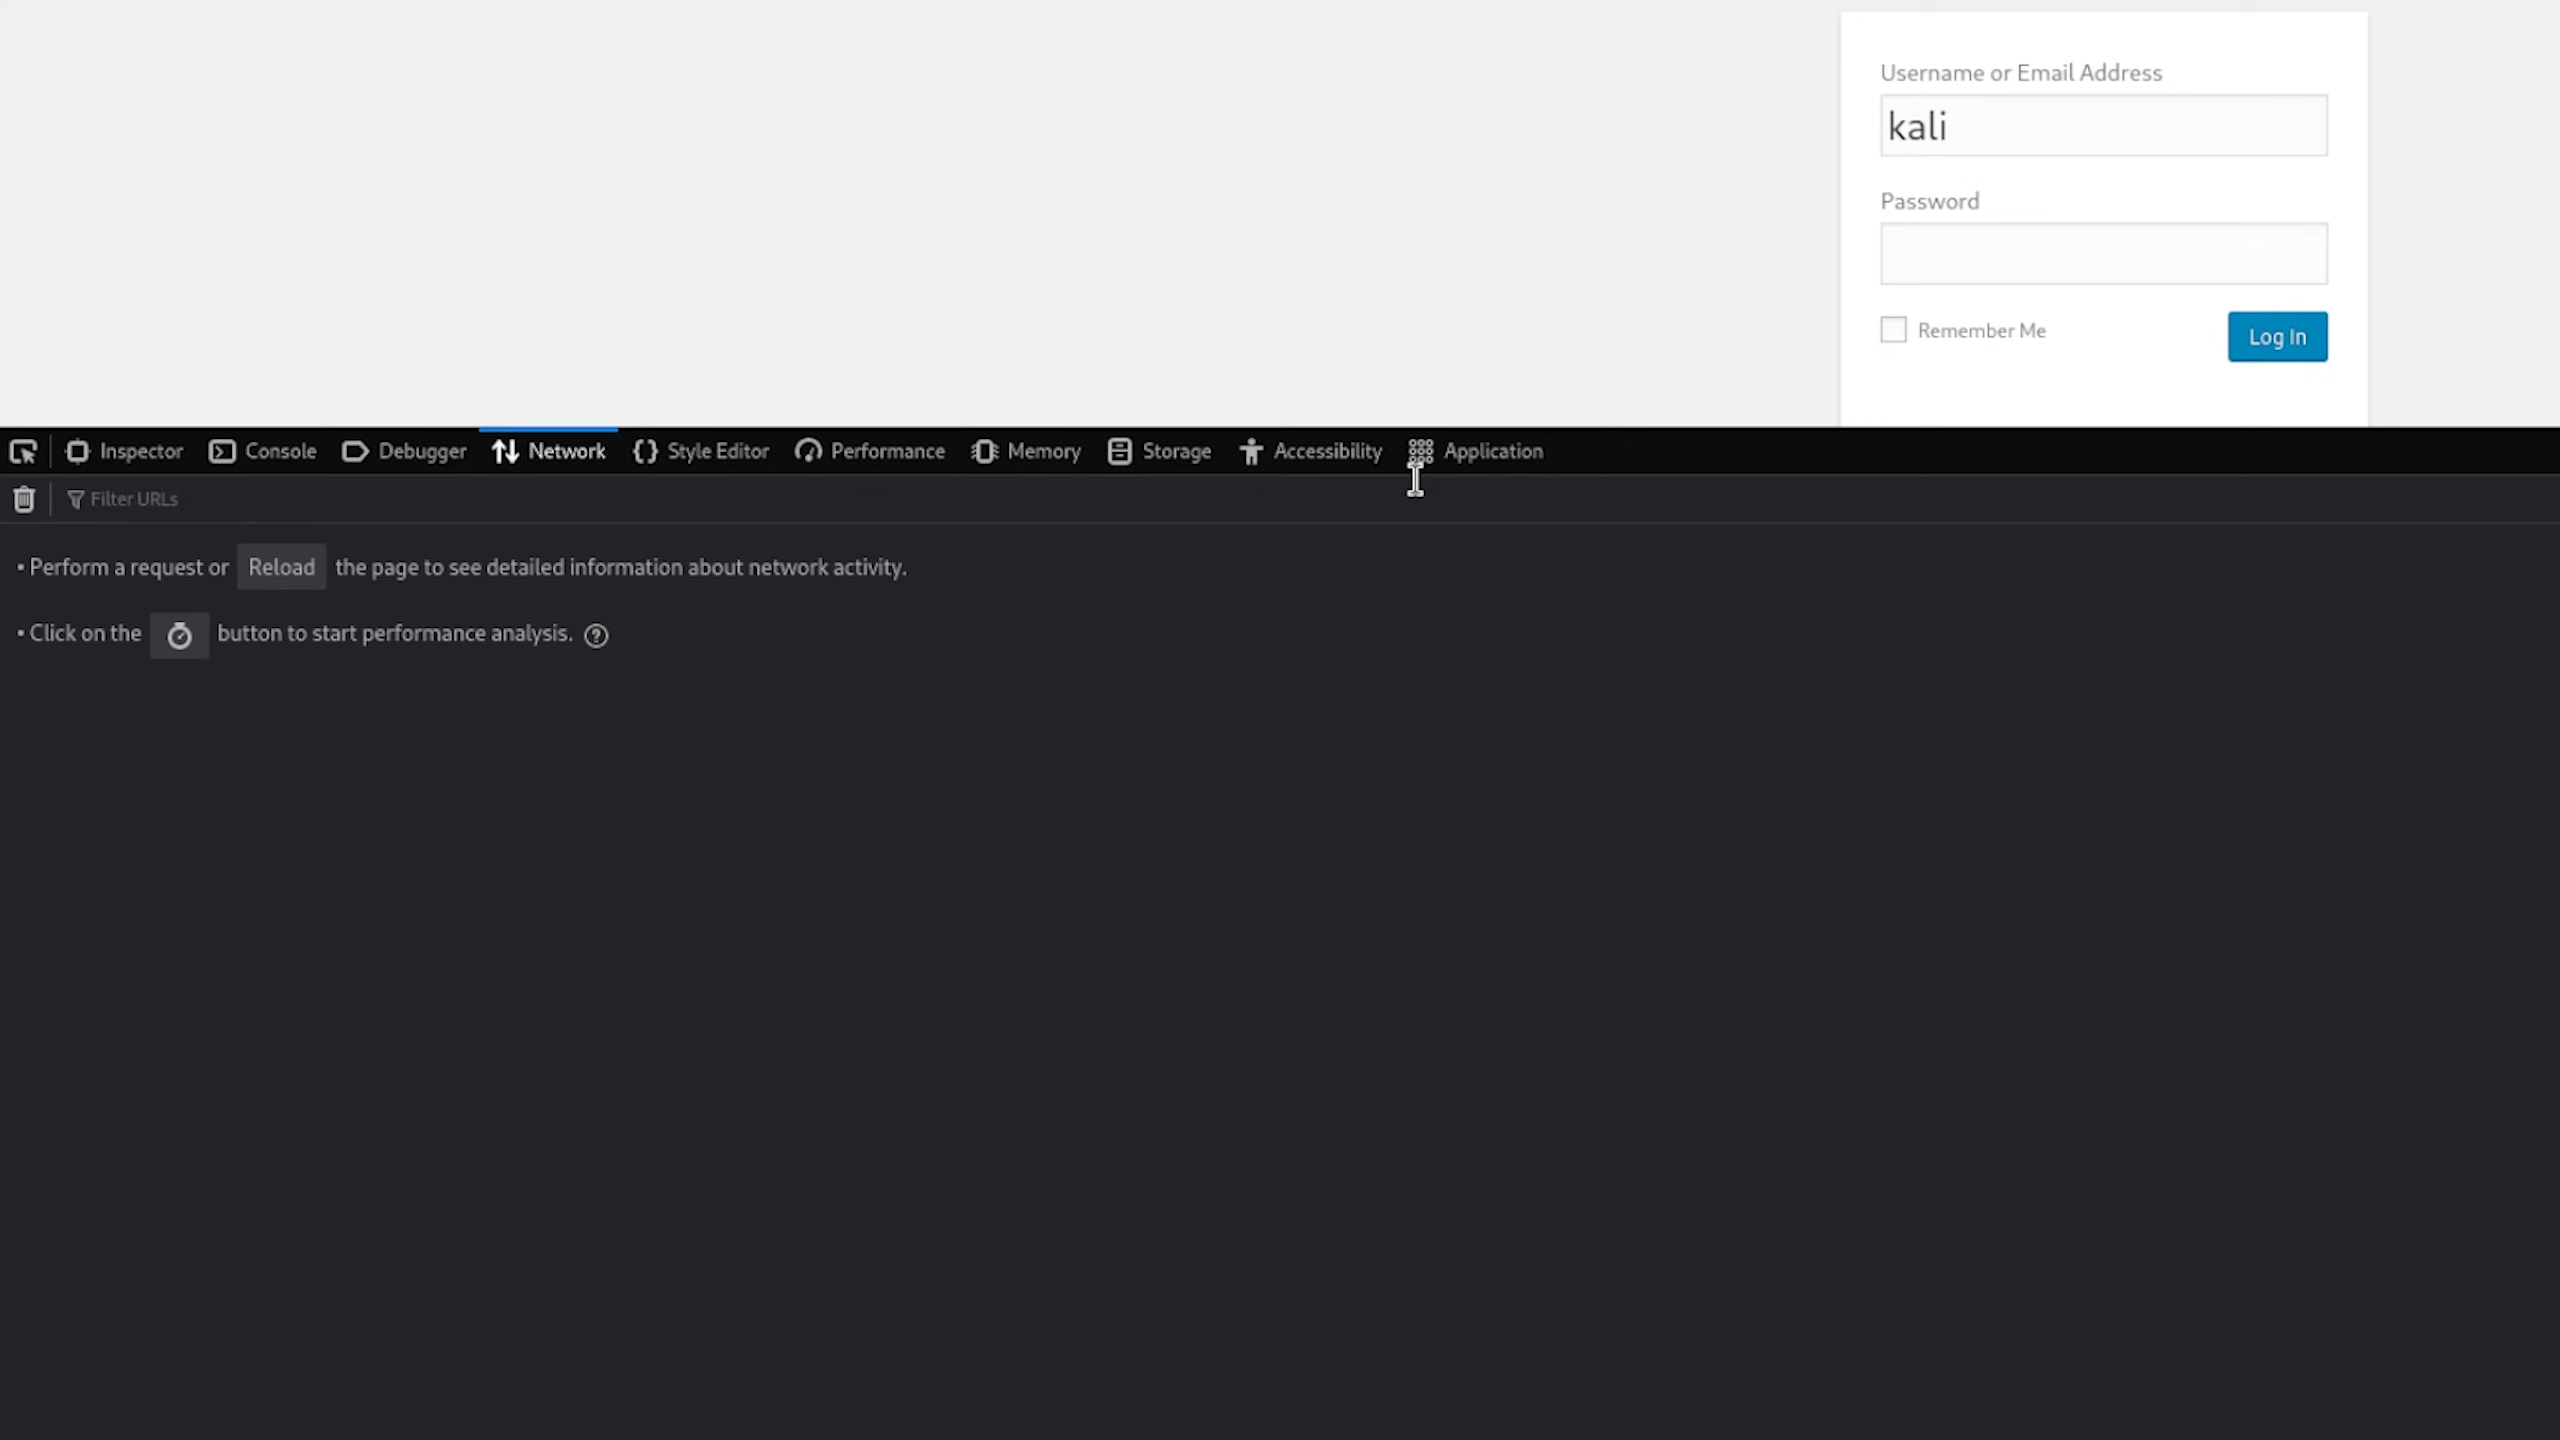 Username or Email Address
kali
Password
Remember Me
Log In
Inspector Console Debugger Network Style Editor Performance Memory Storage Accessibility Application
Filter URLs
• Perform a request or Reload the page to see detailed information about network activity.
• Click on the button to start performance analysis. ?